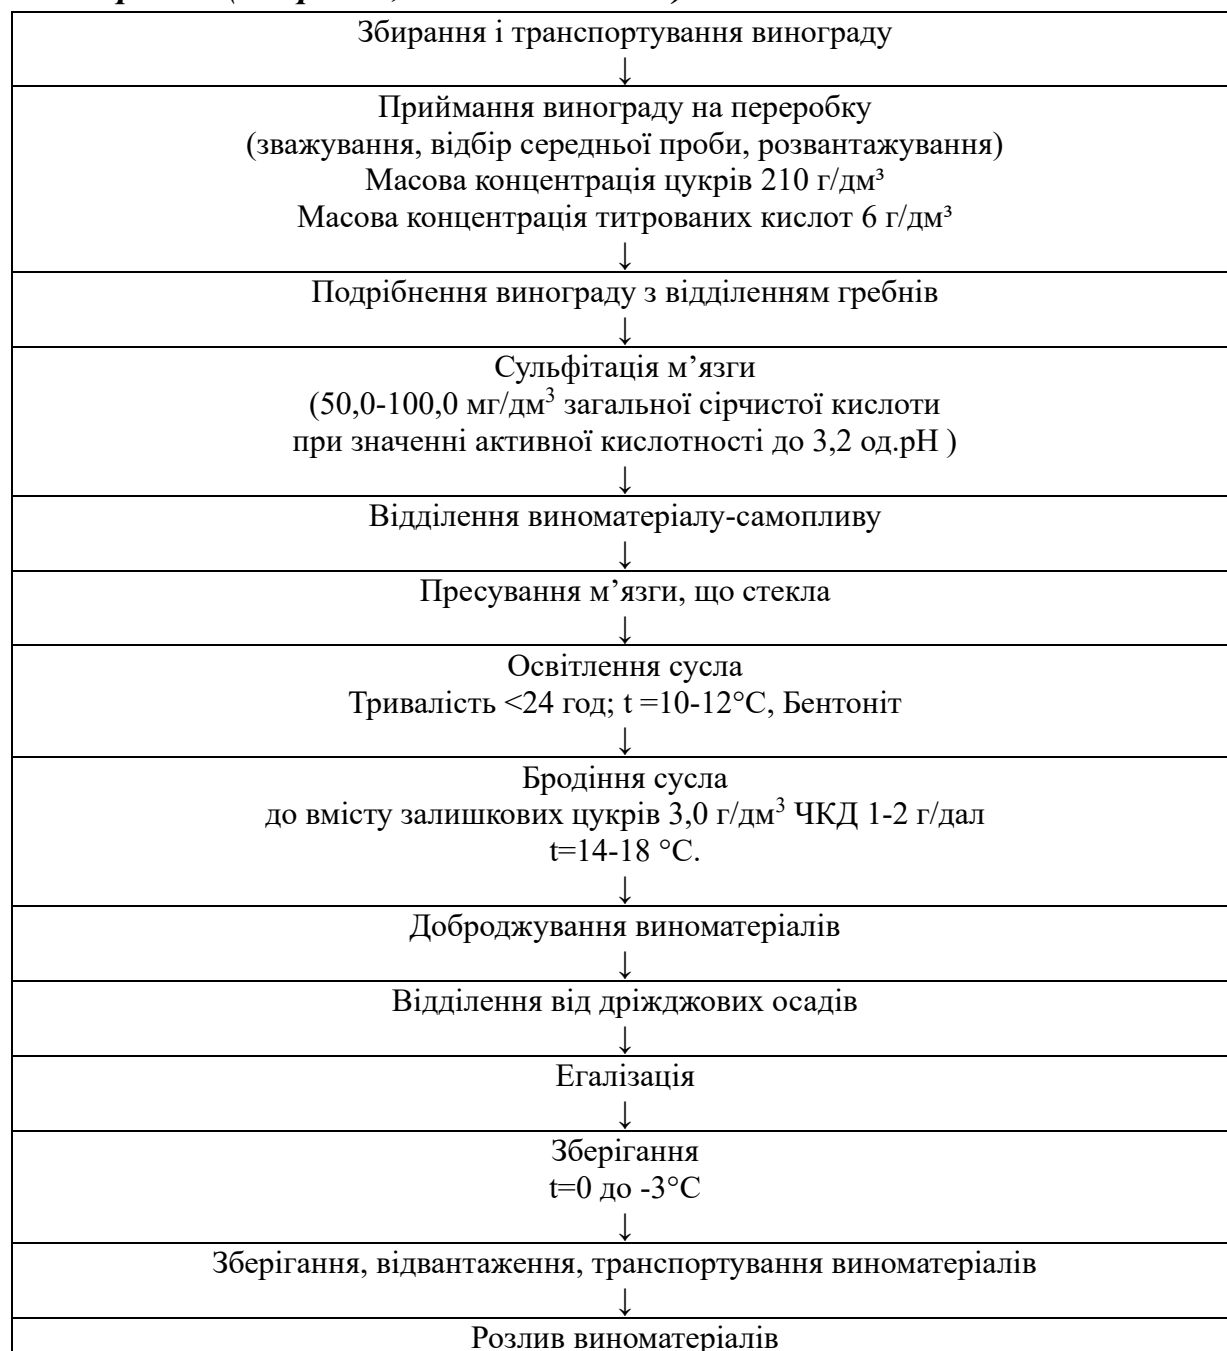 Збирання і транспортування винограду
↓
Приймання винограду на переробку
(зважування, відбір середньої проби, розвантажування)
Масова концентрація цукрів 210 г/дм³
Масова концентрація титрованих кислот 6 г/дм³
↓
Подрібнення винограду з відділенням гребнів
↓
Сульфітація м’язги
(50,0-100,0 мг/дм³ загальної сірчистої кислоти
при значенні активної кислотності до 3,2 од.рН )
↓
Відділення виноматеріалу-самопливу
↓
Пресування м’язги, що стекла
↓
Освітлення сусла
Тривалість <24 год; t =10-12°С, Бентоніт
↓
Бродіння сусла
до вмісту залишкових цукрів 3,0 г/дм³ ЧКД 1-2 г/дал
t=14-18 °С.
↓
Доброджування виноматеріалів
↓
Відділення від дріжджових осадів
↓
Егалізація
↓
Зберігання
t=0 до -3°С
↓
Зберігання, відвантаження, транспортування виноматеріалів
↓
Розлив виноматеріалів